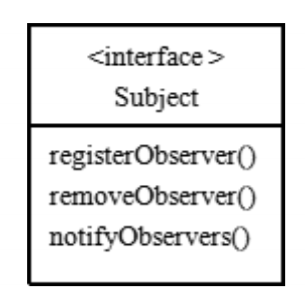 <interface >
Subject
registerObserver()
removeObserver()
notifyObservers()